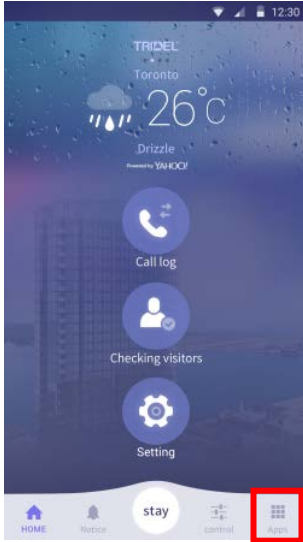 12:30
TRIDEL
Toronto
26°c
Drizzle
Powered by YAHOO!
Call log
Checking visitors
Setting
HOME
Notice
stay
control
Apps